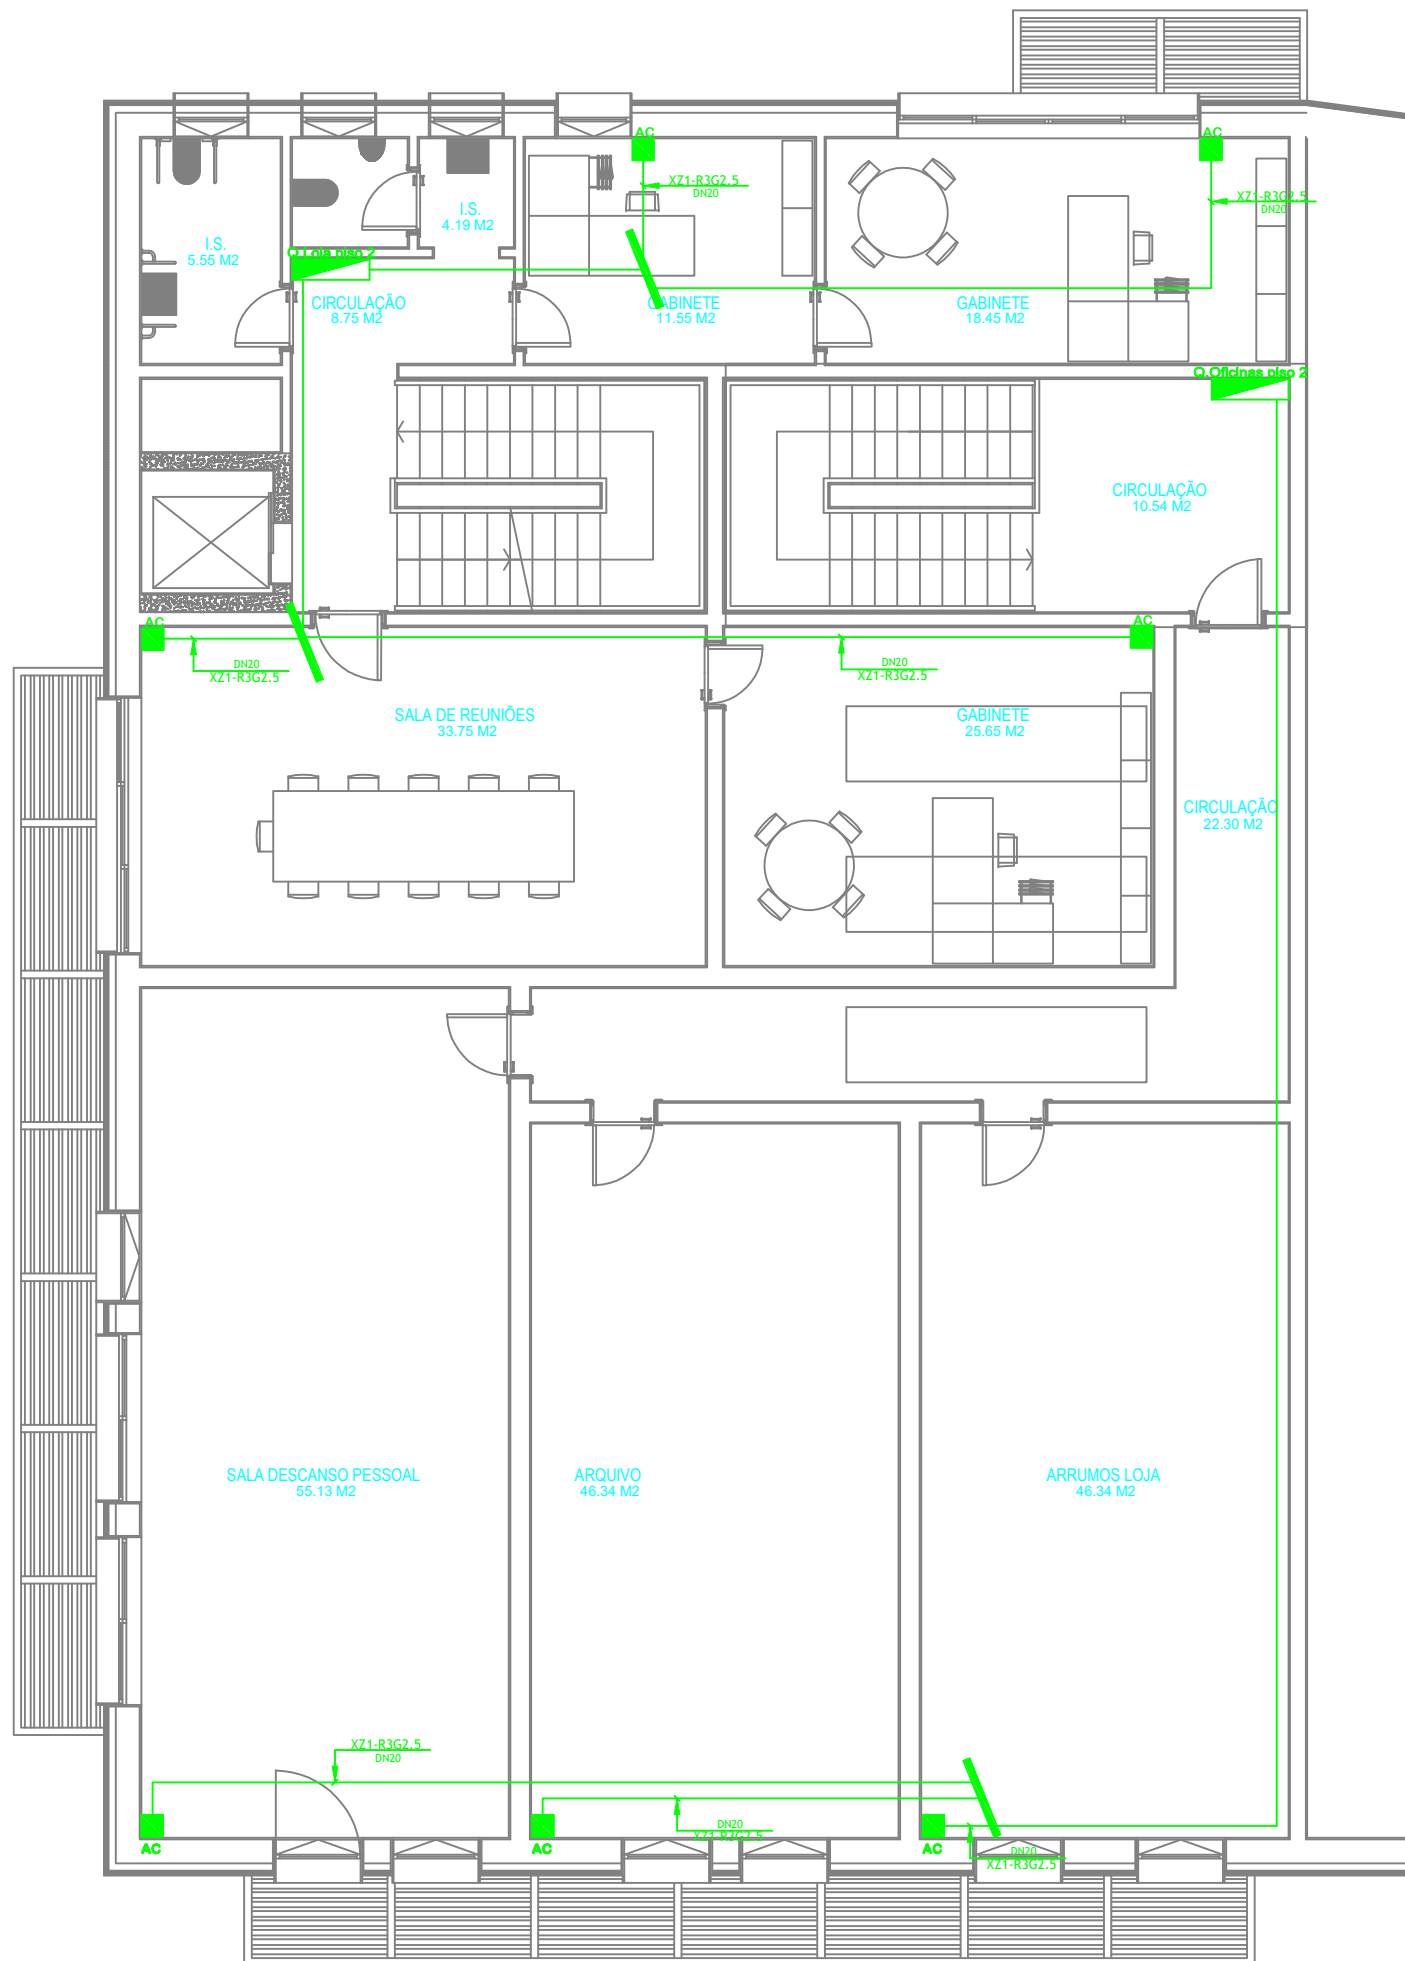 AC
AC
XZ1-R3G2.5
DN20
XZ1-R3G2.5
DN20
I.S.
4.19 M2
I.S.
5.55 M2
Q.Loja piso 2
CIRCULAÇÃO
8.75 M2
GABINETE
11.55 M2
GABINETE
18.45 M2
Q.Oficinas piso 2
CIRCULAÇÃO
10.54 M2
AC
AC
DN20
XZ1-R3G2.5
DN20
XZ1-R3G2.5
SALA DE REUNIÕES
33.75 M2
GABINETE
25.65 M2
CIRCULAÇÃO
22.30 M2
SALA DESCANSO PESSOAL
55.13 M2
ARQUIVO
46.34 M2
ARRUMOS LOJA
46.34 M2
XZ1-R3G2.5
DN20
DN20
XZ1-R3G2.5
AC
AC
AC
DN20
XZ1-R3G2.5